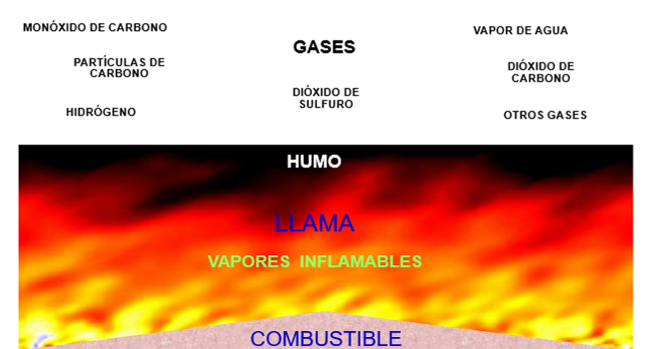 MONÓXIDO DE CARBONO
VAPOR DE AGUA
GASES
PARTÍCULAS DE
CARBONO
DIÓXIDO DE
CARBONO
DIÓXIDO DE
SULFURO
HIDRÓGENO
OTROS GASES
HUMO
LLAMA
VAPORES INFLAMABLES
COMBUSTIBLE